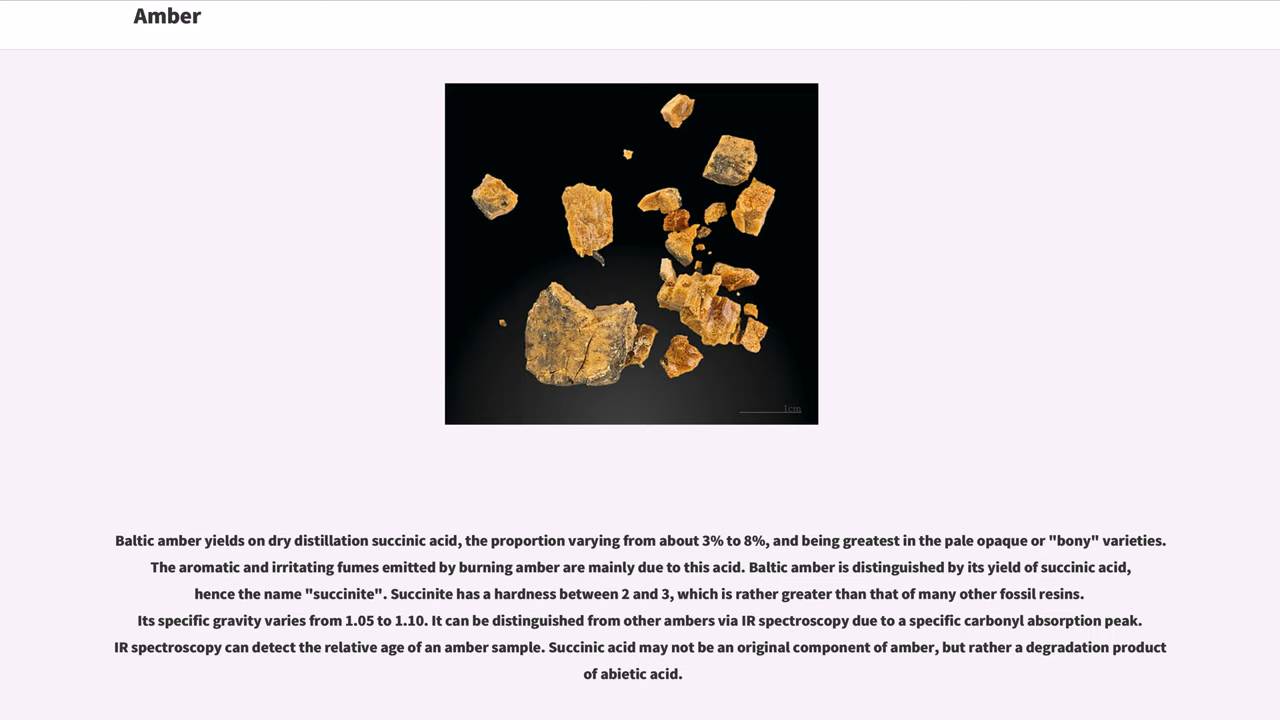 Amber
1cm
Baltic amber yields on dry distillation succinic acid, the proportion varying from about 3% to 8%, and being greatest in the pale opaque or "bony" varieties.
The aromatic and irritating fumes emitted by burning amber are mainly due to this acid. Baltic amber is distinguished by its yield of succinic acid,
hence the name "succinite". Succinite has a hardness between 2 and 3, which is rather greater than that of many other fossil resins.
Its specific gravity varies from 1.05 to 1.10. It can be distinguished from other ambers via IR spectroscopy due to a specific carbonyl absorption peak.
IR spectroscopy can detect the relative age of an amber sample. Succinic acid may not be an original component of amber, but rather a degradation product
of abietic acid.